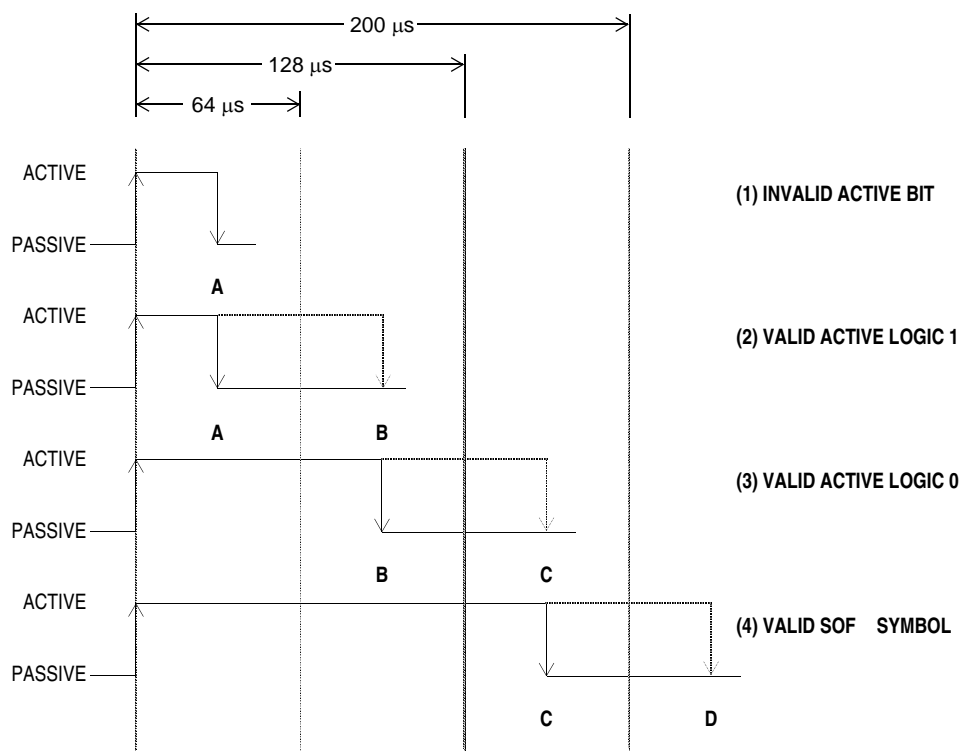 200 μs
128 μs
64 μs
ACTIVE
(1) INVALID ACTIVE BIT
PASSIVE
A
ACTIVE
(2) VALID ACTIVE LOGIC 1
PASSIVE
A B
ACTIVE
(3) VALID ACTIVE LOGIC 0
PASSIVE
B C
ACTIVE
(4) VALID SOF SYMBOL
PASSIVE
C D